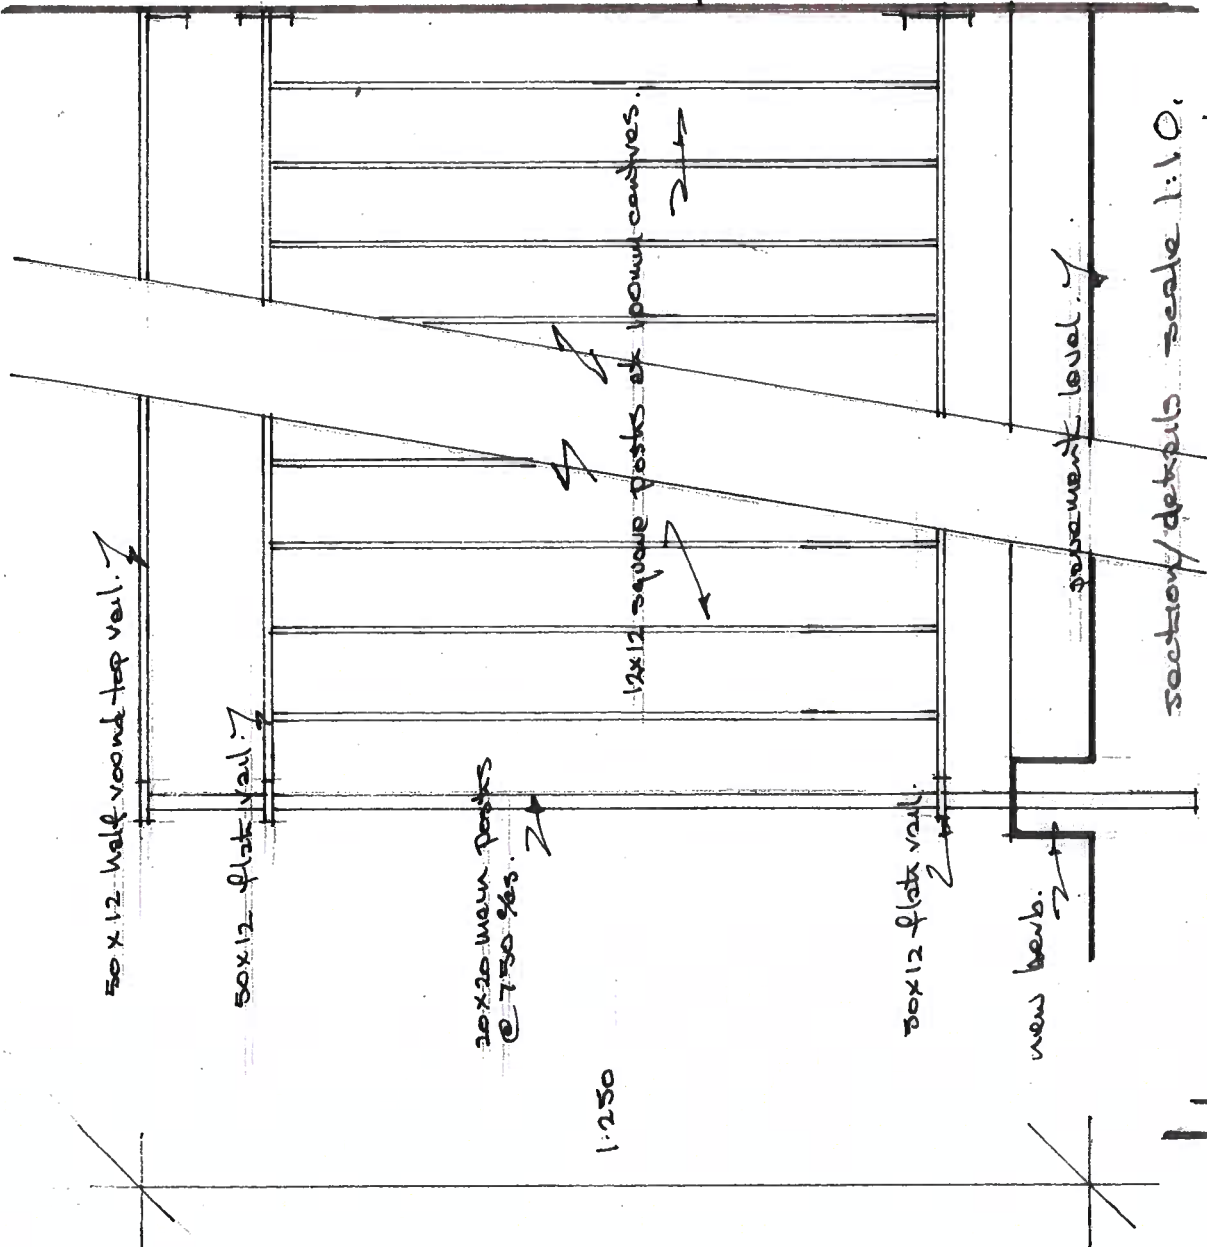 50x12 half round top rail.
50x12 flat rail.
20x20 main posts
@ 750 c/cs.
12x12 square posts at 100mm centres.
50x12 flat rail.
new kerb.
pavement level.
1.250
section/details scale 1:10.